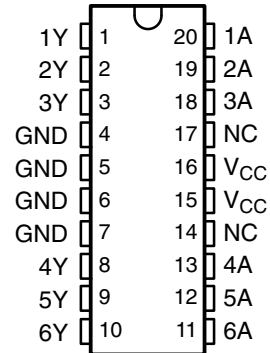 1Y 1 20 1A
2Y 2 19 2A
3Y 3 18 3A
GND 4 17 NC
GND 5 16 VCC
GND 6 15 VCC
GND 7 14 NC
4Y 8 13 4A
5Y 9 12 5A
6Y 10 11 6A